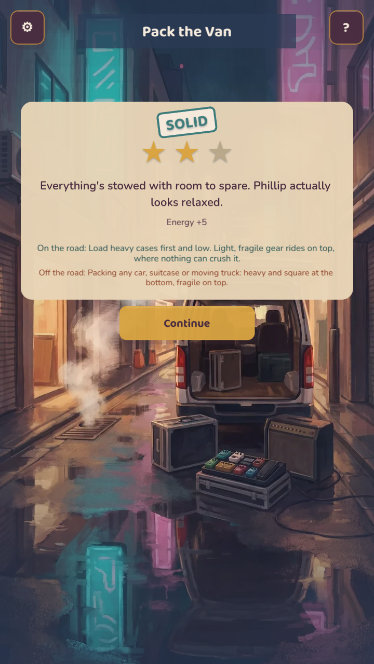 Pack the Van
?
SOLID
Everything's stowed with room to spare. Phillip actually
looks relaxed.
Energy +5
On the road: Load heavy cases first and low. Light, fragile gear rides on top,
where nothing can crush it.
Off the road: Packing any car, suitcase or moving truck: heavy and square at the
bottom, fragile on top.
Continue